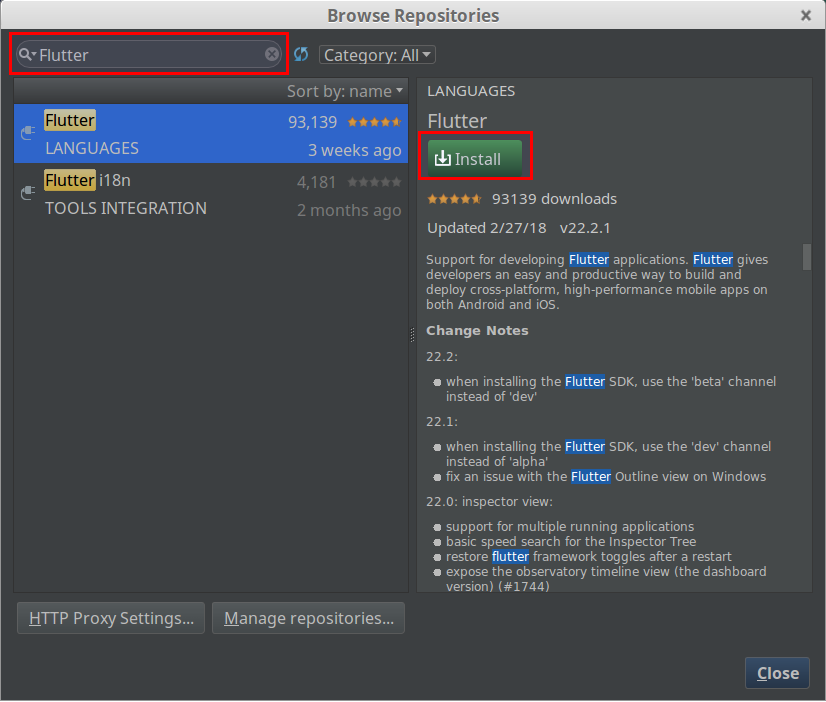 Browse Repositories
Flutter
Category: All
Sort by: name
Flutter 93,139
LANGUAGES 3 weeks ago
Flutter i18n 4,181
TOOLS INTEGRATION 2 months ago
LANGUAGES
Flutter
Install
93139 downloads
Updated 2/27/18 v22.2.1
Support for developing Flutter applications. Flutter gives
developers an easy and productive way to build and
deploy cross-platform, high-performance mobile apps on
both Android and iOS.
Change Notes
22.2:
when installing the Flutter SDK, use the 'beta' channel
instead of 'dev'
22.1:
when installing the Flutter SDK, use the 'dev' channel
instead of 'alpha'
fix an issue with the Flutter Outline view on Windows
22.0: inspector view:
support for multiple running applications
basic speed search for the Inspector Tree
restore flutter framework toggles after a restart
expose the observatory timeline view (the dashboard
version) (#1744)
HTTP Proxy Settings...
Manage repositories...
Close